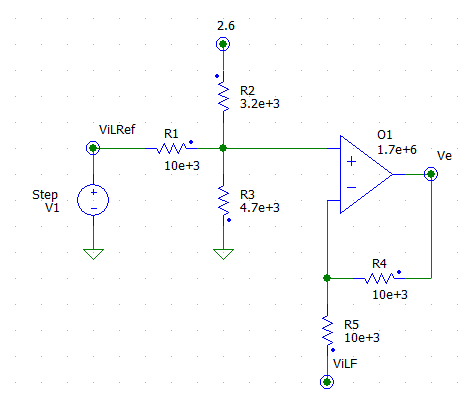 2.6
R2
3.2e+3
ViLRef
R1
10e+3
O1
1.7e+6
Ve
Step
V1
R3
4.7e+3
R4
10e+3
R5
10e+3
ViLF